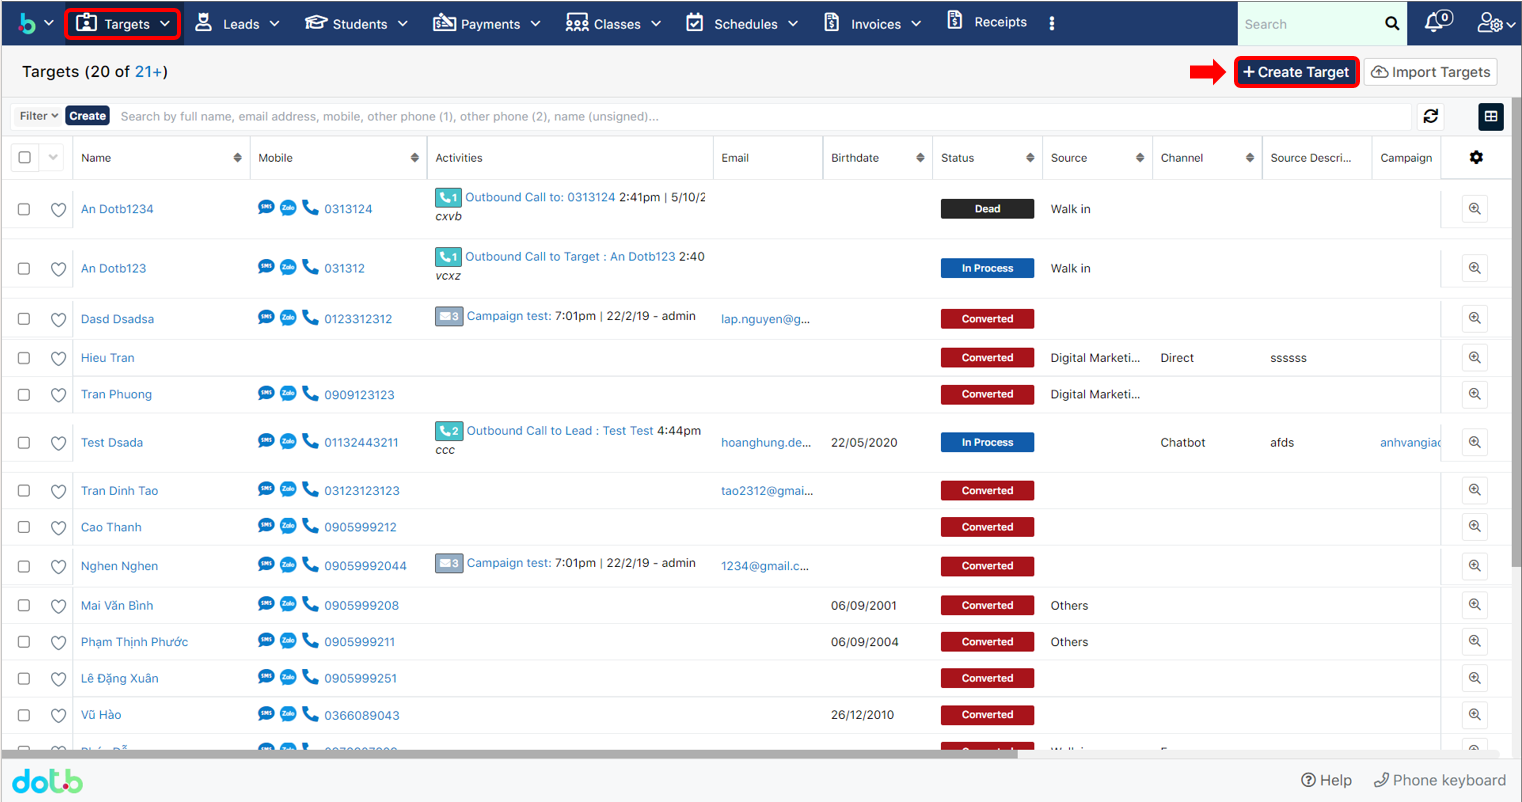 Targets Leads Students Payments Classes Schedules Invoices Receipts Search 0
Targets (20 of 21+) + Create Target Import Targets
Filter Create Search by full name, email address, mobile, other phone (1), other phone (2), name (unsigned)...
Name Mobile Activities Email Birthdate Status Source Channel Source Descri... Campaign
An Dotb1234 SMS Zalo 0313124 1 Outbound Call to: 0313124 2:41pm | 5/10/2 Dead Walk in
cxvb
An Dotb123 SMS Zalo 031312 1 Outbound Call to Target : An Dotb123 2:40 In Process Walk in
vcxz
Dasd Dsadsa SMS Zalo 0123312312 3 Campaign test: 7:01pm | 22/2/19 - admin lap.nguyen@g... Converted
Hieu Tran Converted Digital Marketi... Direct ssssss
Tran Phuong SMS Zalo 0909123123 Converted Digital Marketi...
Test Dsada SMS Zalo 01132443211 2 Outbound Call to Lead : Test Test 4:44pm hoanghung.de... 22/05/2020 In Process Chatbot afds anhvangiao
ccc
Tran Dinh Tao SMS Zalo 03123123123 tao2312@gmai... Converted
Cao Thanh SMS Zalo 0905999212 Converted
Nghen Nghen SMS Zalo 09059992044 3 Campaign test: 7:01pm | 22/2/19 - admin 1234@gmail.c... Converted
Mai Văn Bình SMS Zalo 0905999208 06/09/2001 Converted Others
Phạm Thịnh Phước SMS Zalo 0905999211 06/09/2004 Converted Others
Lê Đặng Xuân SMS Zalo 0905999251 Converted
Vũ Hào SMS Zalo 0366089043 26/12/2010 Converted
Converted
dotb Help Phone keyboard